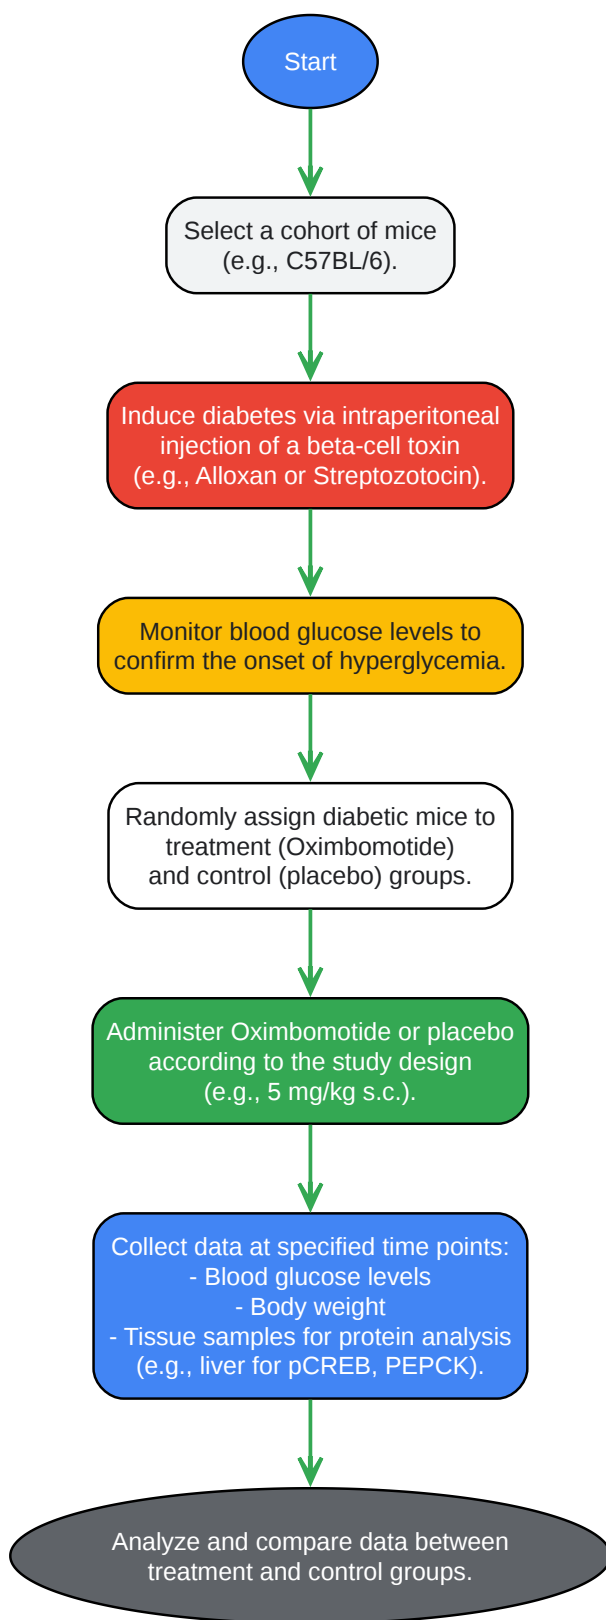 Start
Select a cohort of mice
(e.g., C57BL/6).
Induce diabetes via intraperitoneal
injection of a beta-cell toxin
(e.g., Alloxan or Streptozotocin).
Monitor blood glucose levels to
confirm the onset of hyperglycemia.
Randomly assign diabetic mice to
treatment (Oximbomotide)
and control (placebo) groups.
Administer Oximbomotide or placebo
according to the study design
(e.g., 5 mg/kg s.c.).
Collect data at specified time points:
- Blood glucose levels
- Body weight
- Tissue samples for protein analysis
(e.g., liver for pCREB, PEPCK).
Analyze and compare data between
treatment and control groups.